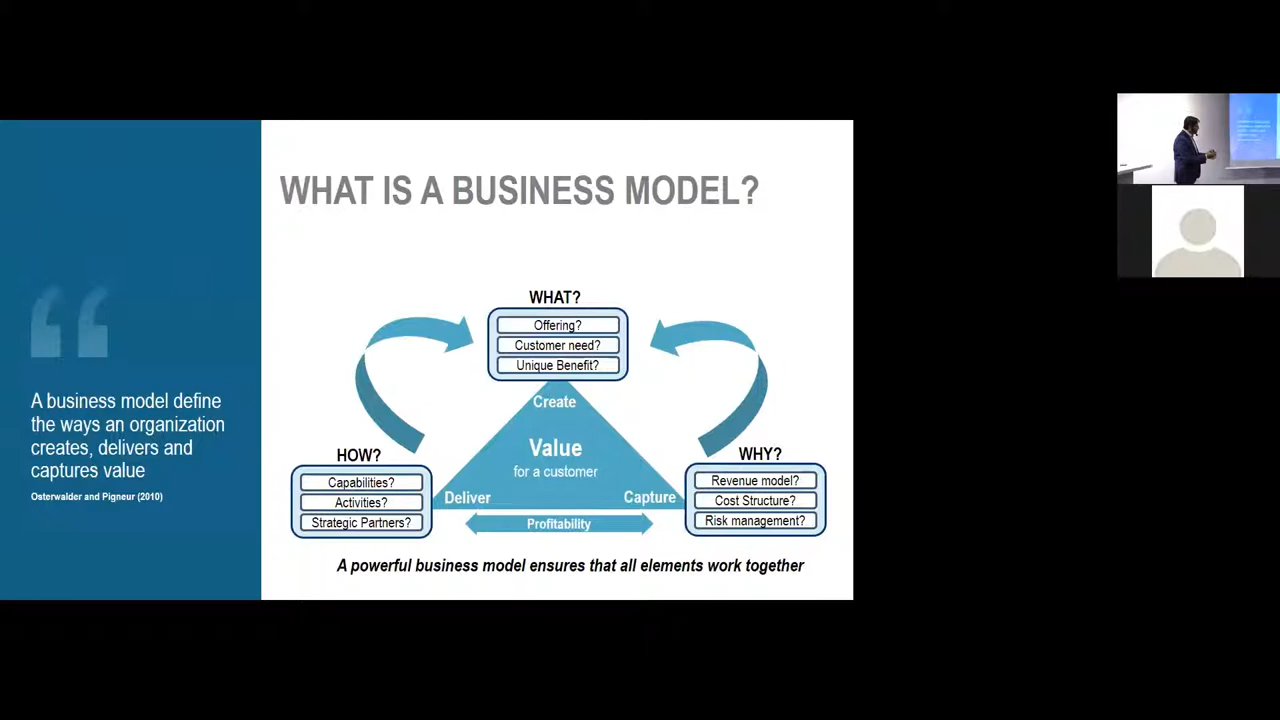 WHAT IS A BUSINESS MODEL?
“
A business model define
the ways an organization
creates, delivers and
captures value
Osterwalder and Pigneur (2010)
WHAT?
Offering?
Customer need?
Unique Benefit?
Create
Value
for a customer
HOW?
Capabilities?
Activities?
Strategic Partners?
Deliver
Capture
Profitability
WHY?
Revenue model?
Cost Structure?
Risk management?
A powerful business model ensures that all elements work together